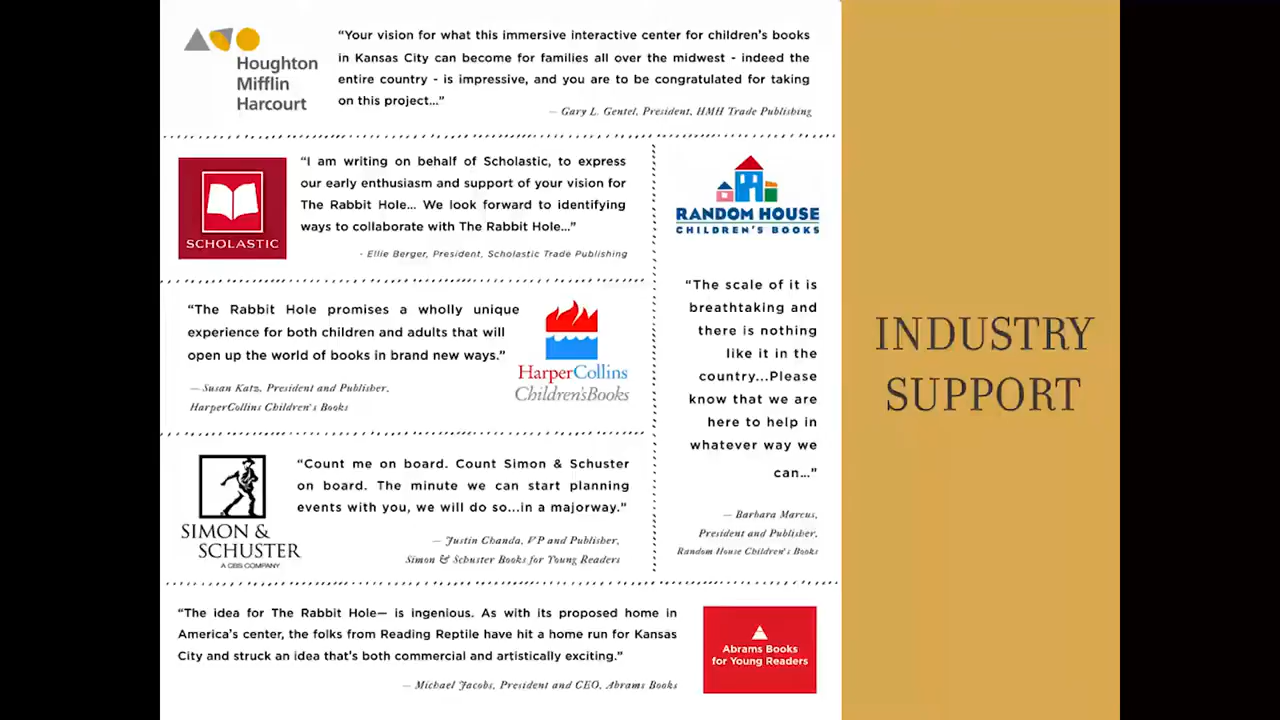 Houghton
Mifflin
Harcourt
“Your vision for what this immersive interactive center for children’s books
in Kansas City can become for families all over the midwest - indeed the
entire country - is impressive, and you are to be congratulated for taking
on this project...”
— Gary L. Gentel, President, HMH Trade Publishing
SCHOLASTIC
“I am writing on behalf of Scholastic, to express
our early enthusiasm and support of your vision for
The Rabbit Hole... We look forward to identifying
ways to collaborate with The Rabbit Hole...”
- Ellie Berger, President, Scholastic Trade Publishing
“The Rabbit Hole promises a wholly unique
experience for both children and adults that will
open up the world of books in brand new ways.”
— Susan Katz, President and Publisher,
HarperCollins Children’s Books
HarperCollins
Children’sBooks
SIMON &
SCHUSTER
A CBS COMPANY
“Count me on board. Count Simon & Schuster
on board. The minute we can start planning
events with you, we will do so...in a majorway.”
— Justin Chanda, VP and Publisher,
Simon & Schuster Books for Young Readers
RANDOM HOUSE
CHILDREN’S BOOKS
“The scale of it is
breathtaking and
there is nothing
like it in the
country...Please
know that we are
here to help in
whatever way we
can...”
— Barbara Marcus,
President and Publisher,
Random House Children’s Books
“The idea for The Rabbit Hole— is ingenious. As with its proposed home in
America’s center, the folks from Reading Reptile have hit a home run for Kansas
City and struck an idea that’s both commercial and artistically exciting.”
— Michael Jacobs, President and CEO, Abrams Books
Abrams Books
for Young Readers
INDUSTRY
SUPPORT